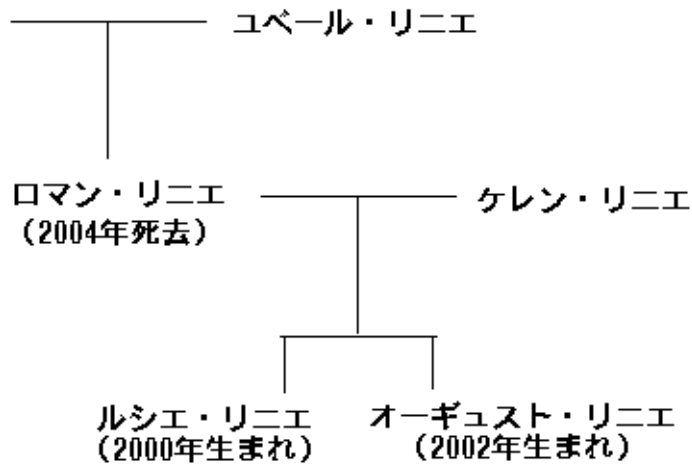 ユベール・リニエ
ロマン・リニエ
(2004年死去)
ケレン・リニエ
ルシエ・リニエ
(2000年生まれ)
オーギュスト・リニエ
(2002年生まれ)